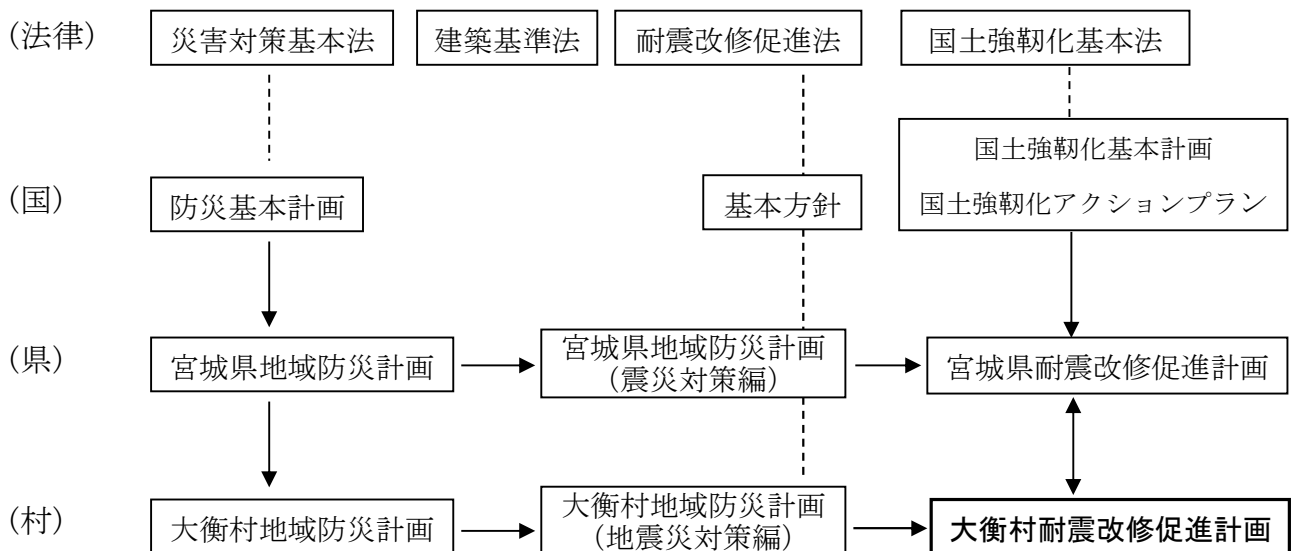 (法律)
災害対策基本法
建築基準法
耐震改修促進法
国土強靭化基本法
国土強靭化基本計画
(国)
防災基本計画
基本方針
国土強靭化アクションプラン
(県)
宮城県地域防災計画
宮城県地域防災計画
(震災対策編)
宮城県耐震改修促進計画
(村)
大衡村地域防災計画
大衡村地域防災計画
(地震災対策編)
大衡村耐震改修促進計画